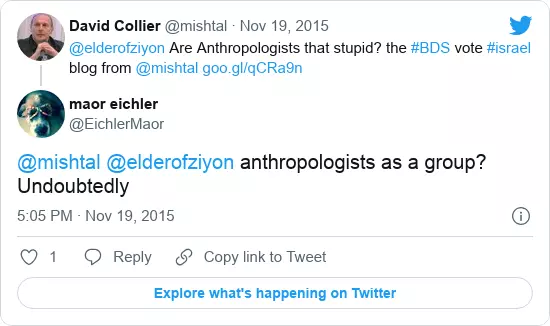 David Collier @mishtal · Nov 19, 2015
@elderofziyon Are Anthropologists that stupid? the #BDS vote #israel
blog from @mishtal goo.gl/qCRa9n
maor eichler
@EichlerMaor
@mishtal @elderofziyon anthropologists as a group?
Undoubtedly
5:05 PM · Nov 19, 2015
1 Reply Copy link to Tweet
Explore what's happening on Twitter